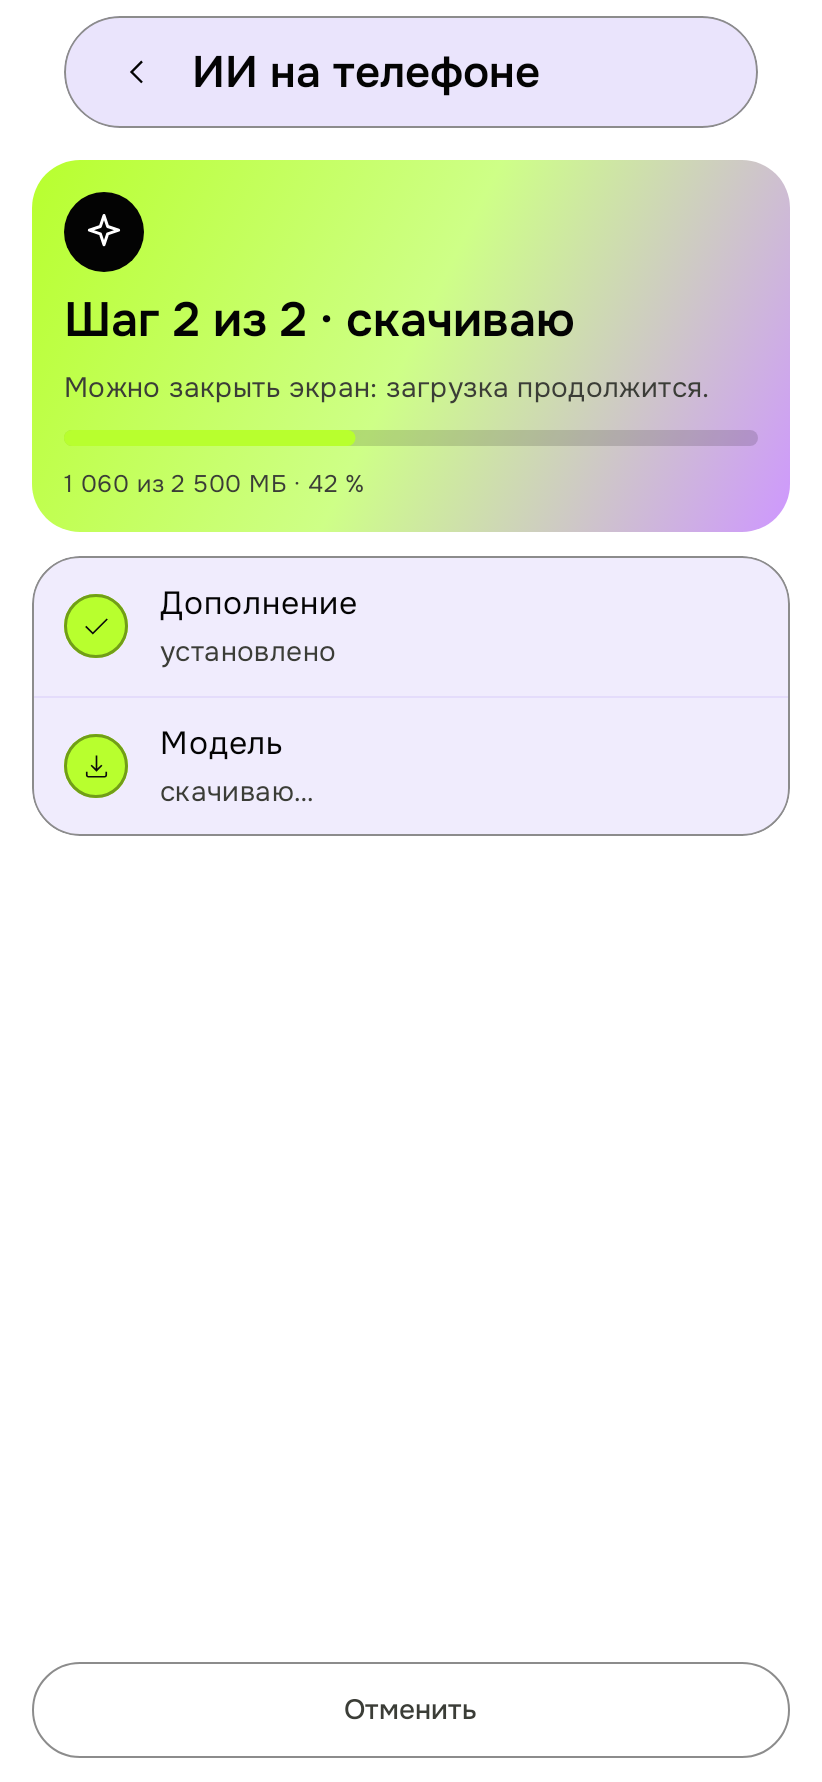 ИИ на телефоне
Шаг 2 из 2 · скачиваю
Можно закрыть экран: загрузка продолжится.
1 060 из 2 500 МБ · 42 %
Дополнение
установлено
Модель
скачиваю…
Отменить